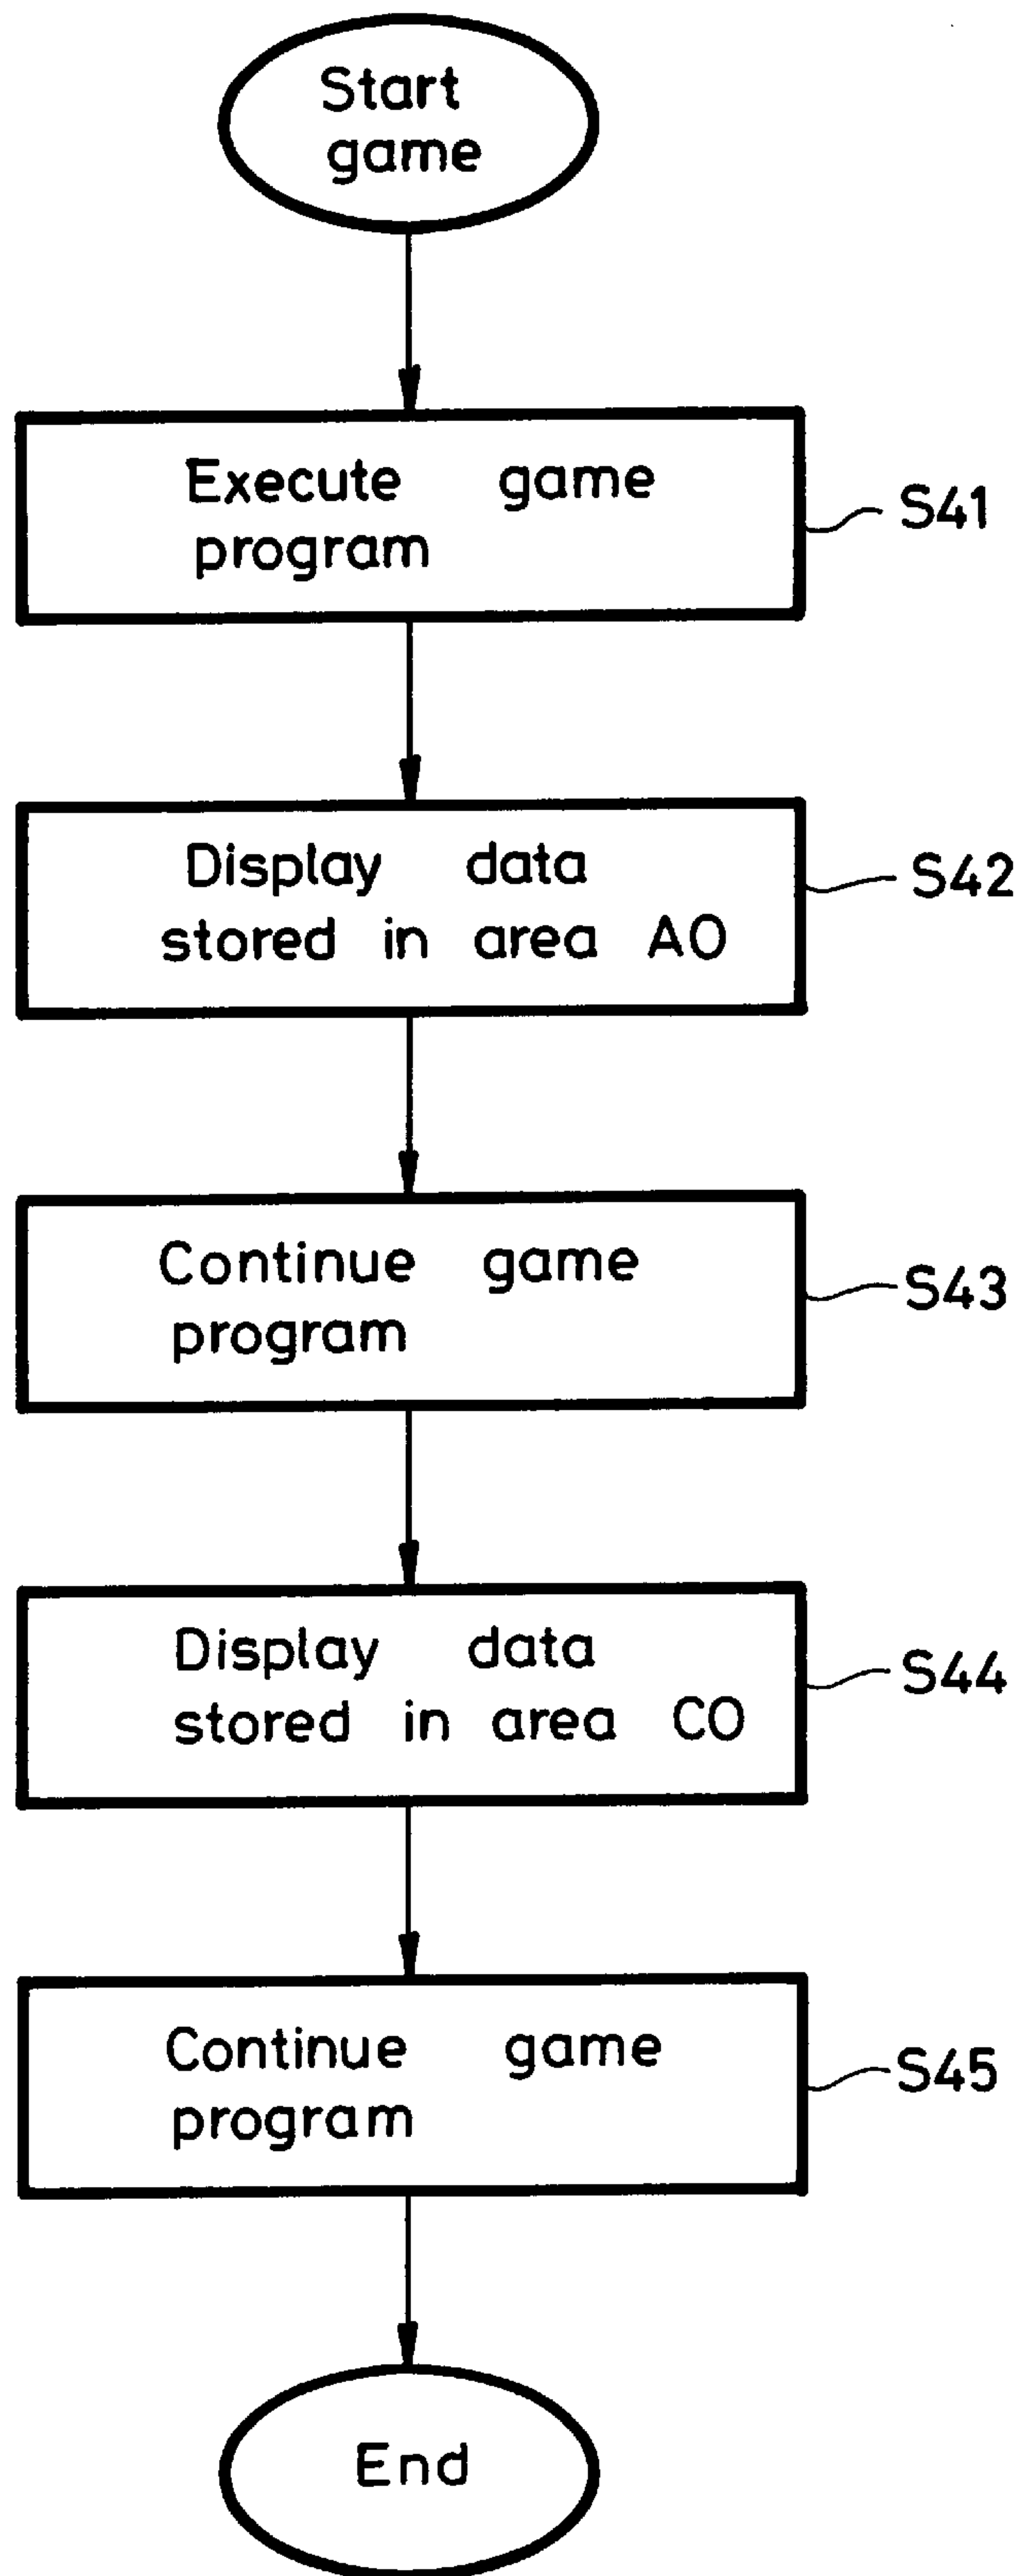 Start
game
Execute game
program
S41
Display data
stored in area A0
S42
Continue game
program
S43
Display data
stored in area C0
S44
Continue game
program
S45
End